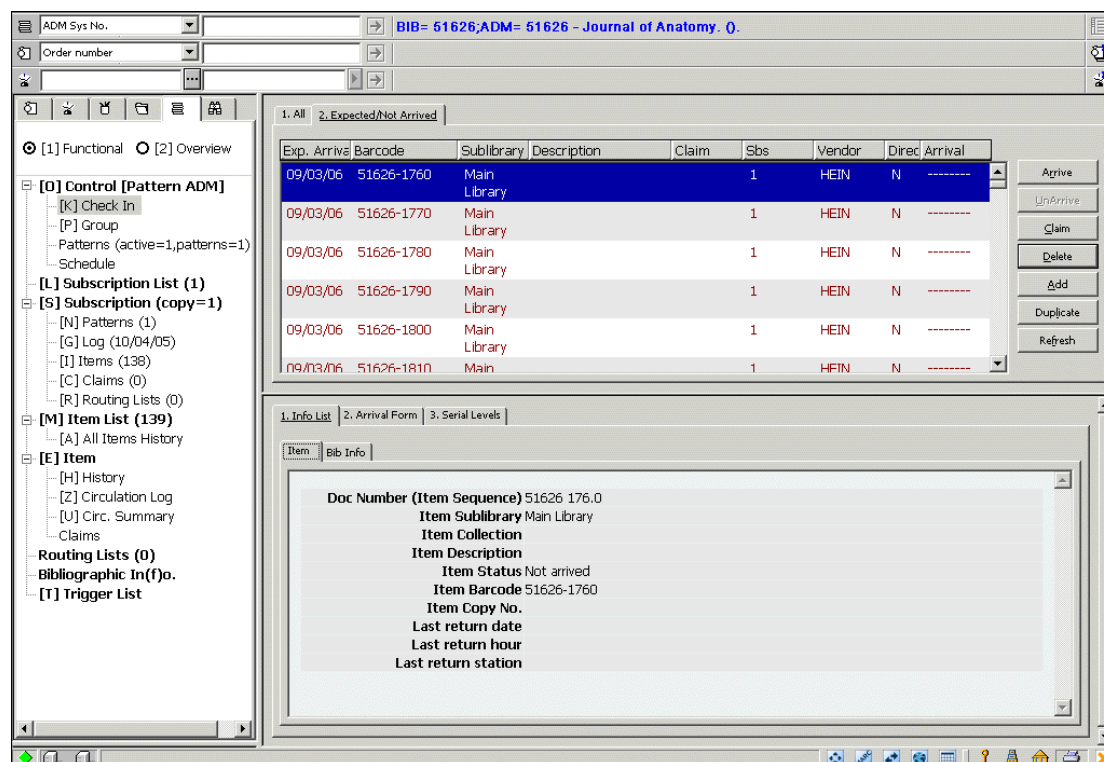 ADM Sys No. BIB= 51626;ADM= 51626 - Journal of Anatomy. ().
Order number
...
[1] Functional [2] Overview
[O] Control [Pattern ADM]
[K] Check In
[P] Group
Patterns (active=1,patterns=1)
Schedule
[L] Subscription List (1)
[S] Subscription (copy=1)
[N] Patterns (1)
[G] Log (10/04/05)
[I] Items (138)
[C] Claims (0)
[R] Routing Lists (0)
[M] Item List (139)
[A] All Items History
[E] Item
[H] History
[Z] Circulation Log
[U] Circ. Summary
Claims
Routing Lists (0)
Bibliographic In(f)o.
[T] Trigger List
1. All 2. Expected/Not Arrived
Exp. Arriva Barcode Sublibrary Description Claim Sbs Vendor Direc Arrival
09/03/06 51626-1760 Main 1 HEIN N --------
Library
09/03/06 51626-1770 Main 1 HEIN N --------
Library
09/03/06 51626-1780 Main 1 HEIN N --------
Library
09/03/06 51626-1790 Main 1 HEIN N --------
Library
09/03/06 51626-1800 Main 1 HEIN N --------
Library
09/03/06 51626-1810 Main 1 HEIN N --------
Arrive
UnArrive
Claim
Delete
Add
Duplicate
Refresh
1. Info List 2. Arrival Form 3. Serial Levels
Item Bib Info
Doc Number (Item Sequence) 51626 176.0
Item Sublibrary Main Library
Item Collection
Item Description
Item Status Not arrived
Item Barcode 51626-1760
Item Copy No.
Last return date
Last return hour
Last return station